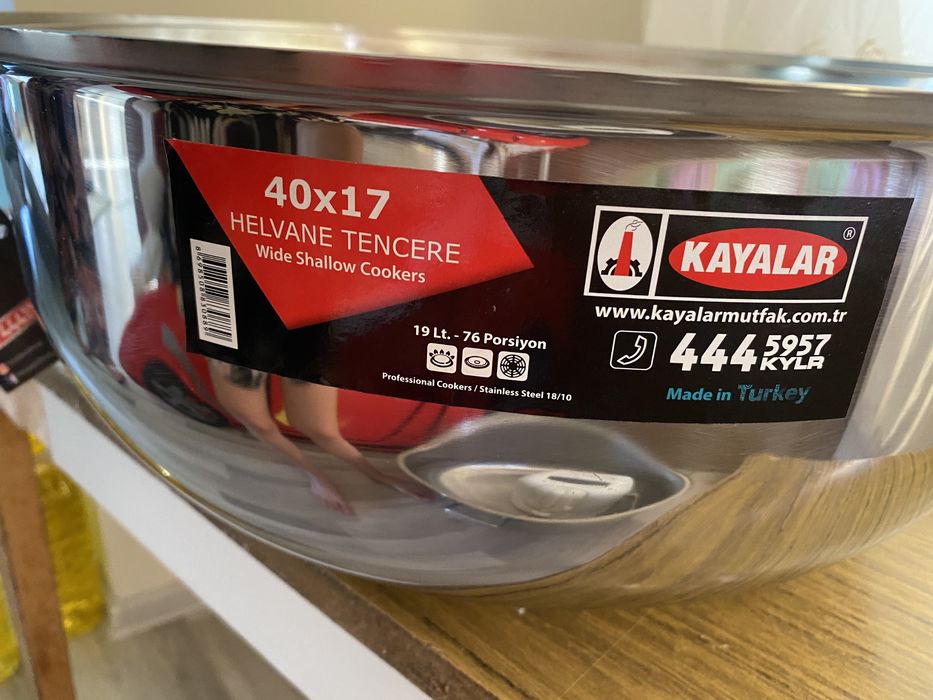 40x17
HELVANE TENCERE
Wide Shallow Cookers
19 Lt. - 76 Porsiyon
Professional Cookers / Stainless Steel 18/10
KAYALAR ®
www.kayalarmutfak.com.tr
444 5957
KYLR
Made in Turkey